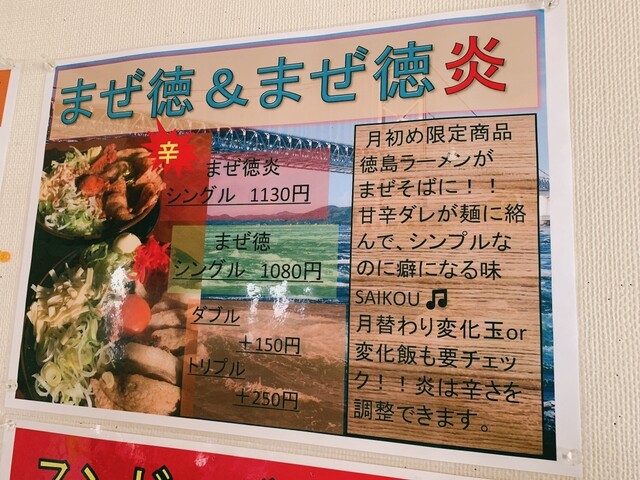 まぜ徳＆まぜ徳炎
辛
まぜ徳炎
シングル 1130円
まぜ徳
シングル 1080円
ダブル
＋150円
トリプル
＋250円
月初め限定商品
徳島ラーメンが
まぜそばに！！
甘辛ダレが麺に絡
んで、シンプルな
のに癖になる味
SAIKOU🎵
月替わり変化玉or
変化飯も要チェッ
ク！！炎は辛さを
調整できます。